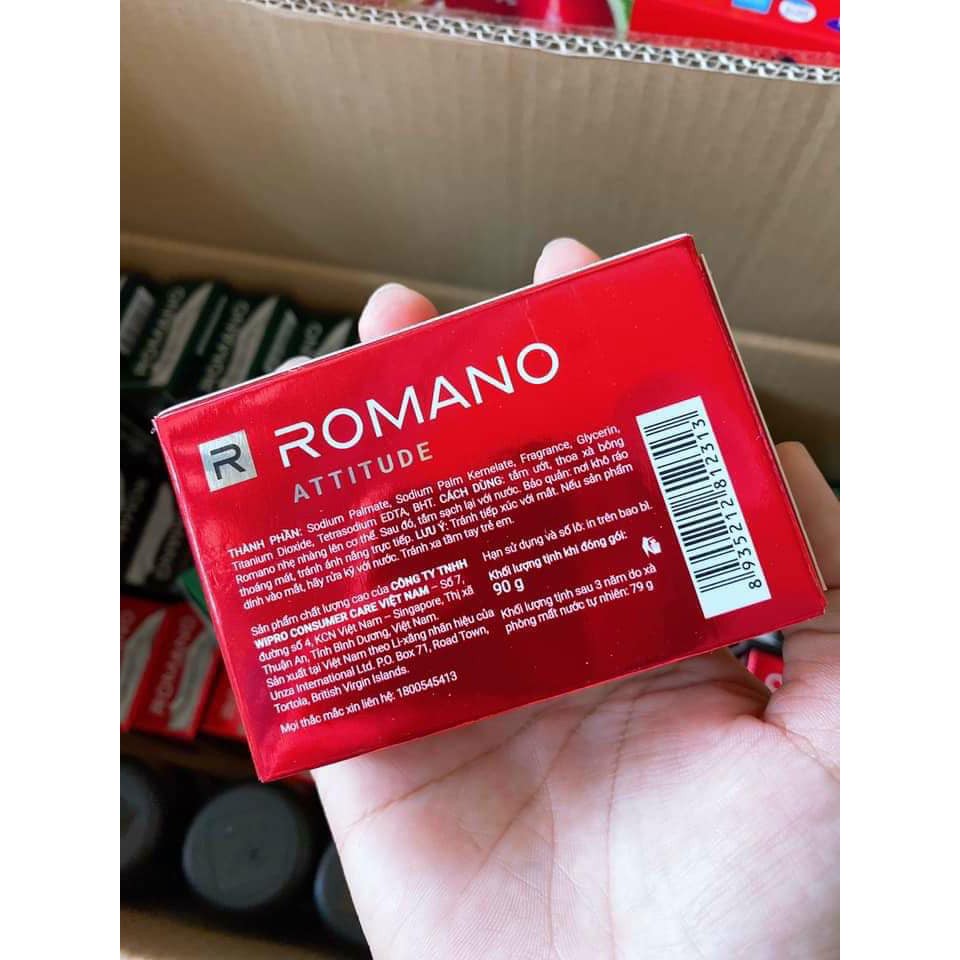 R ROMANO
ATTITUDE
THÀNH PHẦN: Sodium Palmate, Sodium Palm Kernelate, Fragrance, Glycerin,
Titanium Dioxide, Tetrasodium EDTA, BHT. CÁCH DÙNG: tắm ướt, thoa xà bông
Romano nhẹ nhàng lên cơ thể. Sau đó, tắm sạch lại với nước. Bảo quản: nơi khô ráo
thoáng mát, tránh ánh nắng trực tiếp. LƯU Ý: Tránh tiếp xúc với mắt. Nếu sản phẩm
dính vào mắt, hãy rửa kỹ với nước. Tránh xa tầm tay trẻ em.
Sản phẩm chất lượng cao của CÔNG TY TNHH
WIPRO CONSUMER CARE VIỆT NAM – Số 7,
đường số 4, KCN Việt Nam – Singapore, Thị xã
Thuận An, Tỉnh Bình Dương, Việt Nam.
Sản xuất tại Việt Nam theo Li-xăng nhãn hiệu của
Unza International Ltd. P.O. Box 71, Road Town,
Tortola, British Virgin Islands.
Mọi thắc mắc xin liên hệ: 1800545413
Hạn sử dụng và số lô: in trên bao bì.
Khối lượng tịnh khi đóng gói:
90 g
Khối lượng tịnh sau 3 năm do xà
phòng mất nước tự nhiên: 79 g
8935212812313
ROMANO
ROMANO
ROMANO